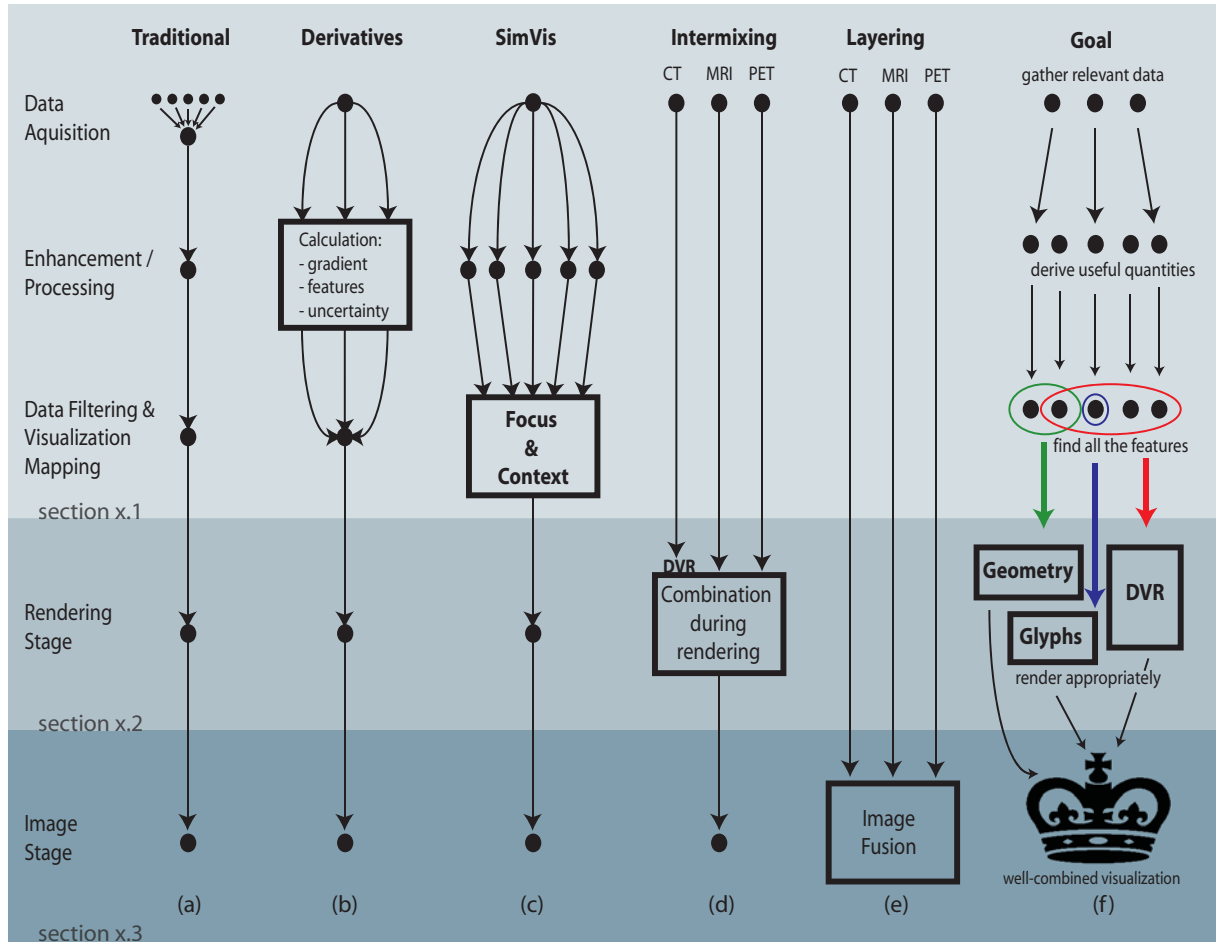 Traditional
Derivatives
SimVis
Intermixing
Layering
Goal
CT MRI PET
CT MRI PET
gather relevant data
Data
Aquisition
Enhancement /
Processing
Calculation:
- gradient
- features
- uncertainty
derive useful quantities
Data Filtering &
Visualization
Mapping
Focus
&
Context
find all the features
section x.1
Rendering
Stage
DVR
Combination
during
rendering
Geometry
Glyphs
DVR
render appropriately
section x.2
Image
Stage
Image
Fusion
well-combined visualization
(a)
(b)
(c)
(d)
(e)
(f)
section x.3